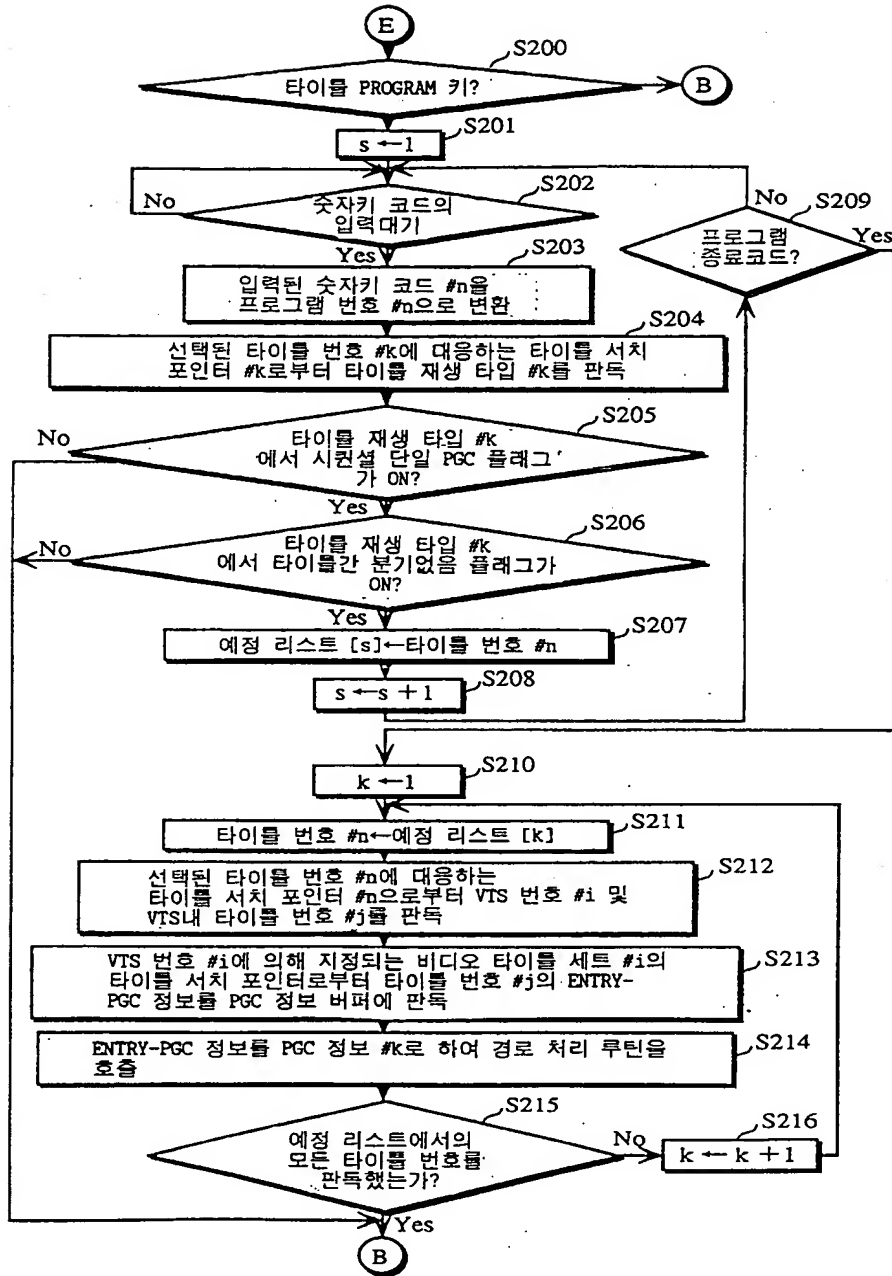 E
S200
타이틀 PROGRAM 키?
B
S201
s ← 1
S202
No
숫자키 코드의
입력대기
Yes
No
S209
Yes
프로그램
종료코드?
S203
입력된 숫자키 코드 #n을
프로그램 번호 #n으로 변환
S204
선택된 타이틀 번호 #k에 대응하는 타이틀 서치
포인터 #k로부터 타이틀 재생 타입 #k를 판독
S205
No
타이틀 재생 타입 #k
에서 시퀀셜 단일 PGC 플래그
가 ON?
Yes
S206
No
타이틀 재생 타입 #k
에서 타이틀간 분기없음 플래그가
ON?
Yes
S207
예정 리스트 [s]←타이틀 번호 #n
S208
s ← s + 1
S210
k ← 1
S211
타이틀 번호 #n←예정 리스트 [k]
S212
선택된 타이틀 번호 #n에 대응하는
타이틀 서치 포인터 #n으로부터 VTS 번호 #i 및
VTS내 타이틀 번호 #j를 판독
S213
VTS 번호 #i에 의해 지정되는 비디오 타이틀 세트 #i의
타이틀 서치 포인터로부터 타이틀 번호 #j의 ENTRY-
PGC 정보를 PGC 정보 버퍼에 판독
S214
ENTRY-PGC 정보를 PGC 정보 #k로 하여 경로 처리 루틴을
호출
S215
예정 리스트에서의
모든 타이틀 번호를
판독했는가?
No
S216
k ← k + 1
Yes
B